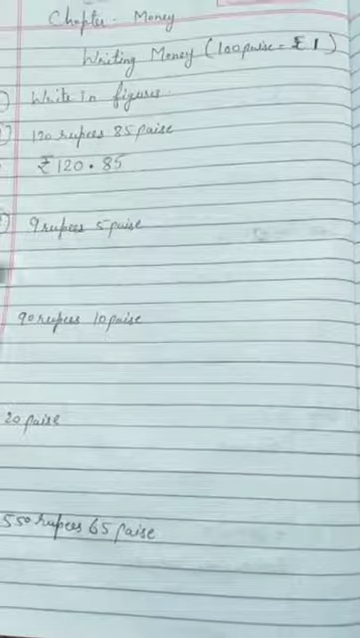 Chapter - Money
Writing Money (100 paise = ₹ 1)
Write in figures
120 rupees 85 paise
₹120.85
9 rupees 5 paise
90 rupees 10 paise
20 paise
550 rupees 65 paise